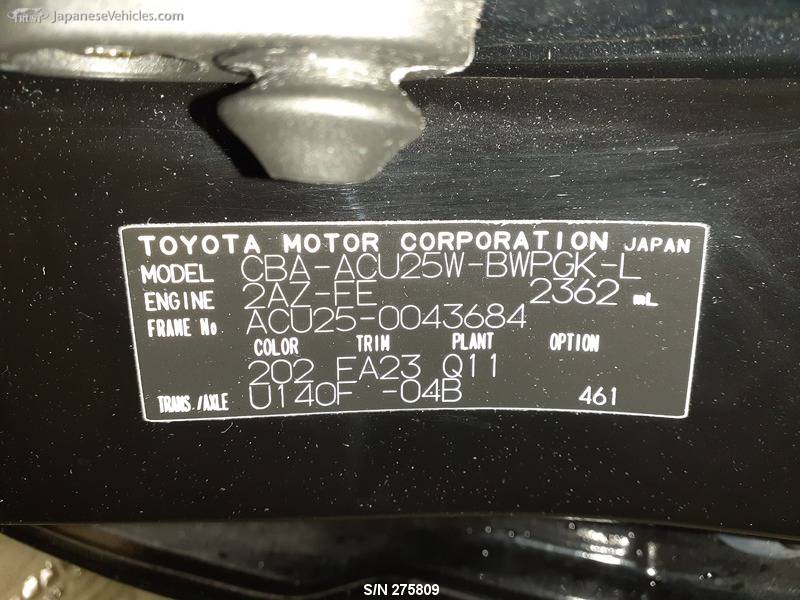 TRUST JapaneseVehicles.com
TOYOTA MOTOR CORPORATION JAPAN
MODEL CBA-ACU25W-BWPGK-L
ENGINE 2AZ-FE 2362 mL
FRAME No ACU25-0043684
COLOR TRIM PLANT OPTION
202 FA23 Q11
TRANS./AXLE U140F -04B 461
S/N 275809